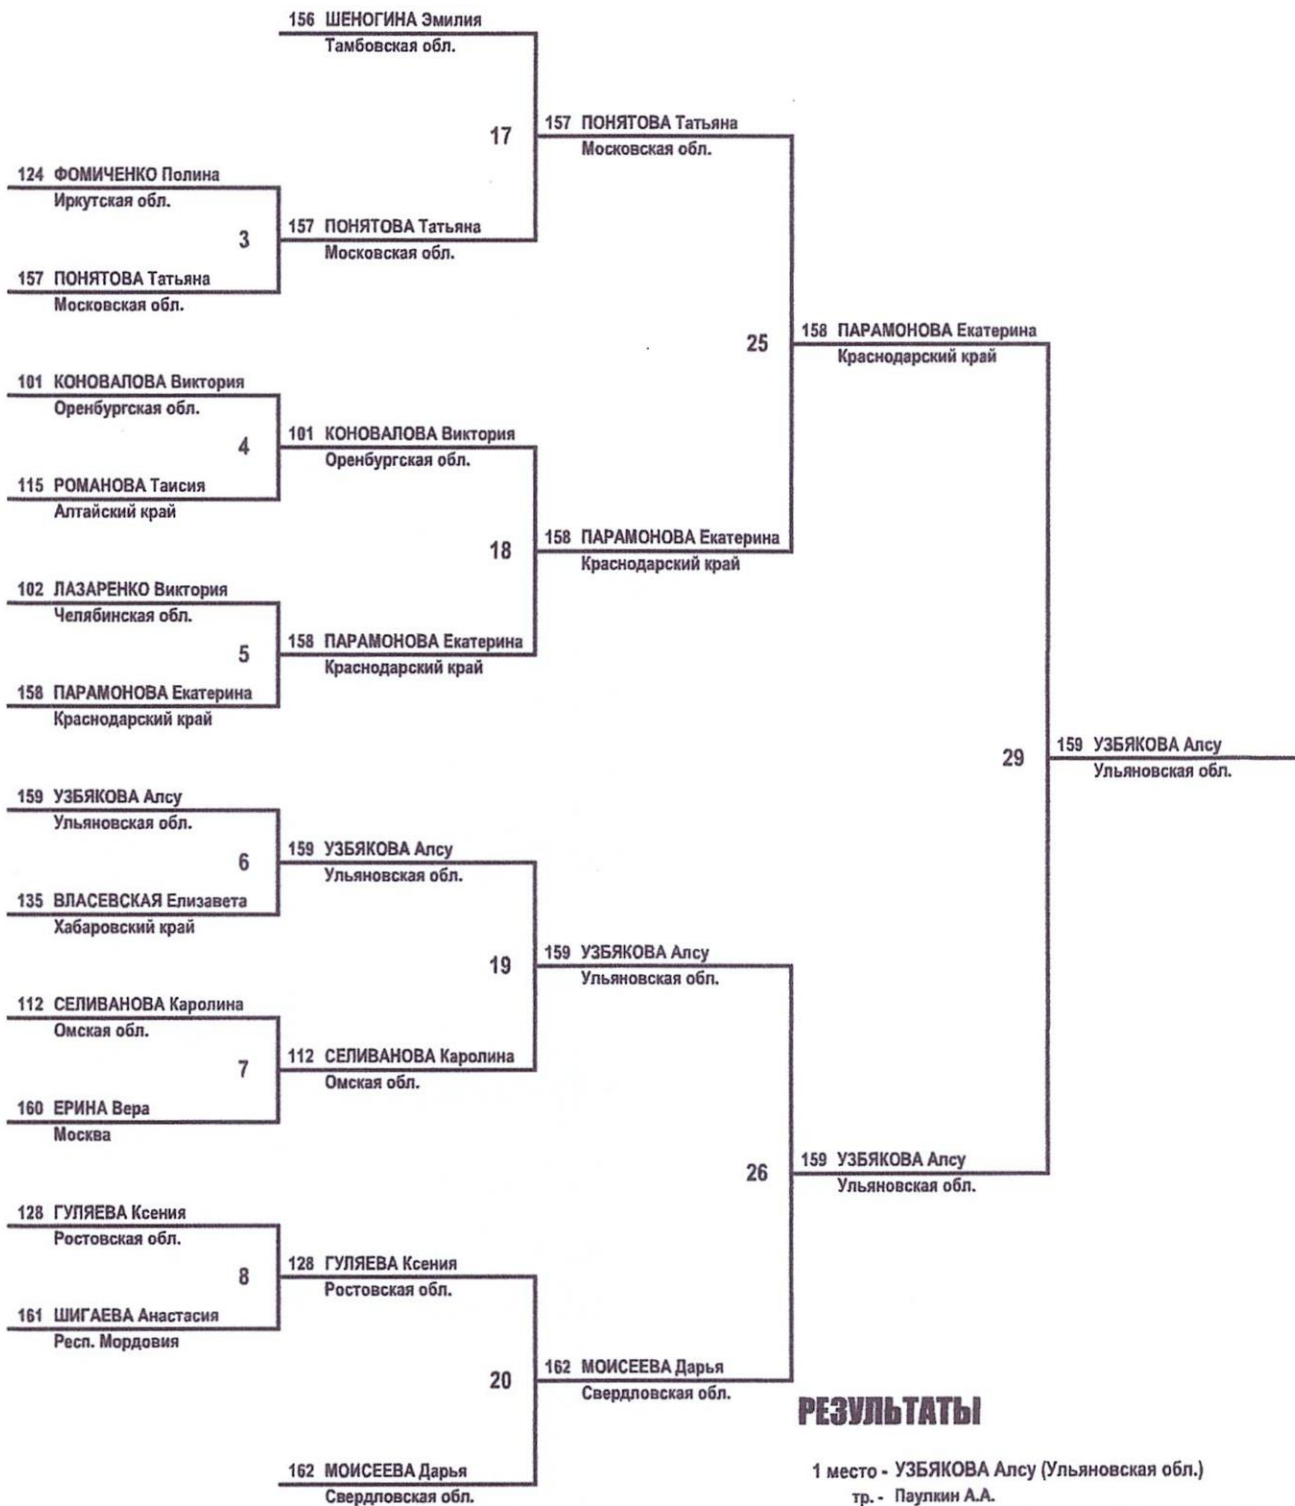 156 ШЕНОГИНА Эмилия
Тамбовская обл.
17
157 ПОНЯТОВА Татьяна
Московская обл.
124 ФОМИЧЕНКО Полина
Иркутская обл.
3
157 ПОНЯТОВА Татьяна
Московская обл.
157 ПОНЯТОВА Татьяна
Московская обл.
25
158 ПАРАМОНОВА Екатерина
Краснодарский край
101 КОНОВАЛОВА Виктория
Оренбургская обл.
4
101 КОНОВАЛОВА Виктория
Оренбургская обл.
115 РОМАНОВА Таисия
Алтайский край
18
158 ПАРАМОНОВА Екатерина
Краснодарский край
102 ЛАЗАРЕНКО Виктория
Челябинская обл.
5
158 ПАРАМОНОВА Екатерина
Краснодарский край
158 ПАРАМОНОВА Екатерина
Краснодарский край
29
159 УЗБЯКОВА Алсу
Ульяновская обл.
159 УЗБЯКОВА Алсу
Ульяновская обл.
6
159 УЗБЯКОВА Алсу
Ульяновская обл.
135 ВЛАСЕВСКАЯ Елизавета
Хабаровский край
19
159 УЗБЯКОВА Алсу
Ульяновская обл.
112 СЕЛИВАНОВА Каролина
Омская обл.
7
112 СЕЛИВАНОВА Каролина
Омская обл.
160 ЕРИНА Вера
Москва
26
159 УЗБЯКОВА Алсу
Ульяновская обл.
128 ГУЛЯЕВА Ксения
Ростовская обл.
8
128 ГУЛЯЕВА Ксения
Ростовская обл.
161 ШИГАЕВА Анастасия
Респ. Мордовия
20
162 МОИСЕЕВА Дарья
Свердловская обл.
РЕЗУЛЬТАТЫ
162 МОИСЕЕВА Дарья
Свердловская обл.
1 место - УЗБЯКОВА Алсу (Ульяновская обл.)
тр. - Паулкин А.А.